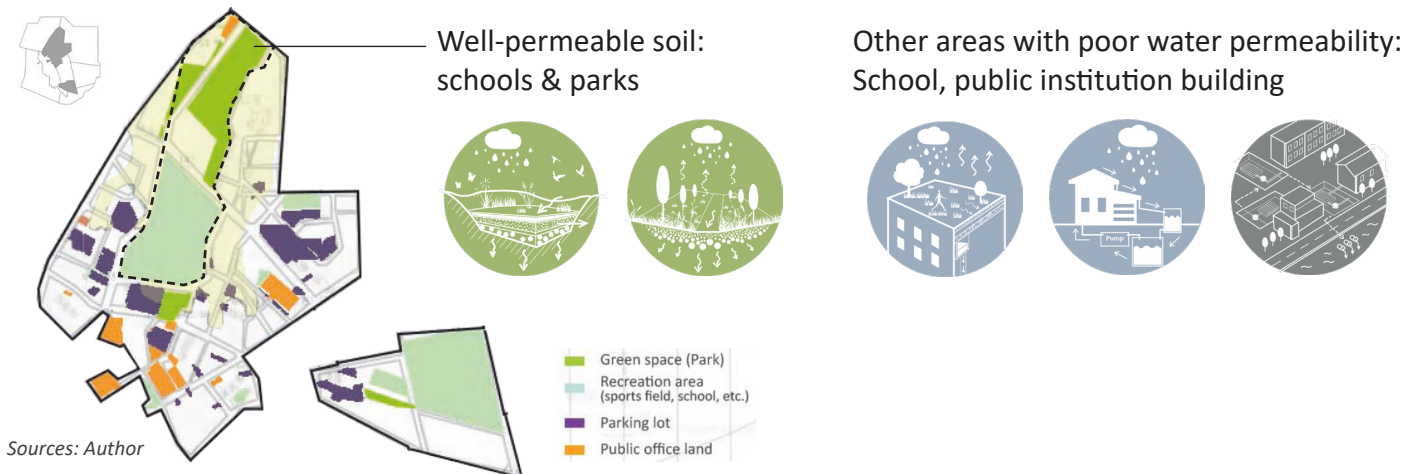 Well-permeable soil:
schools & parks
Other areas with poor water permeability:
School, public institution building
Pump
Green space (Park)
Recreation area
(sports field, school, etc.)
Parking lot
Public office land
Sources: Author